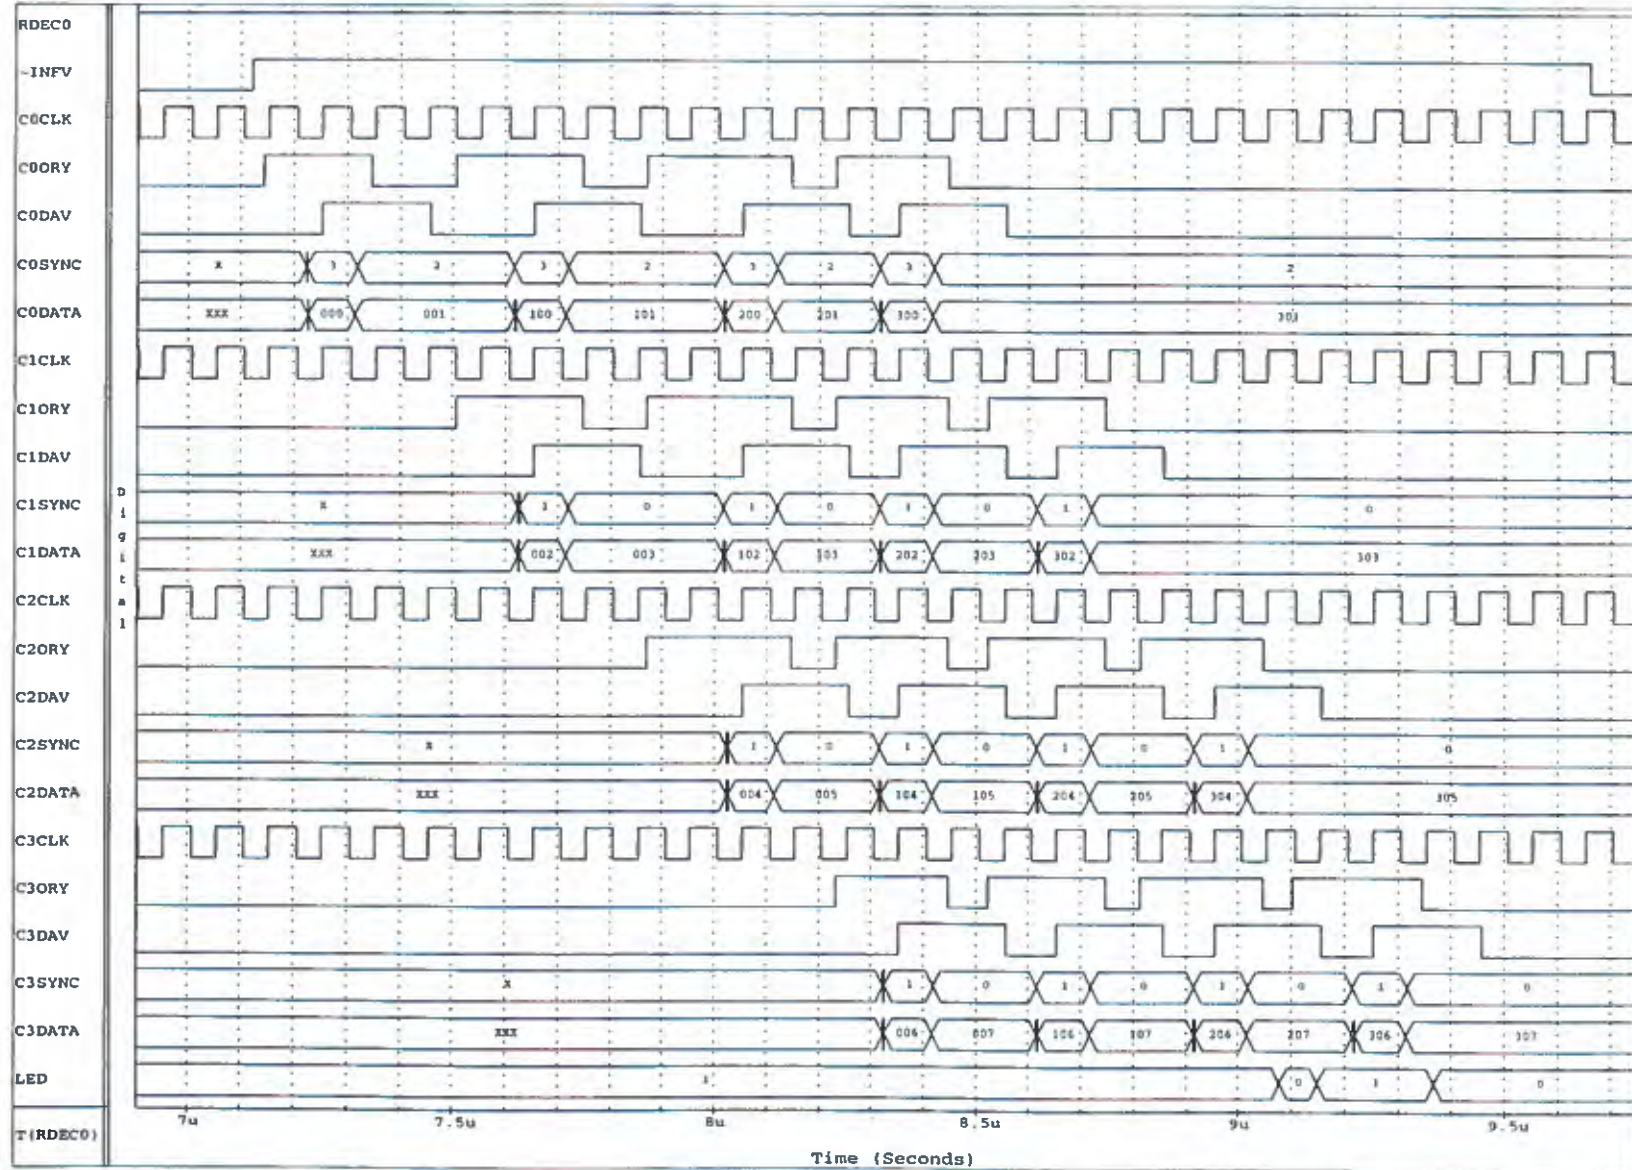 RDEC0
~INFV
C0CLK
C0ORY
C0DAV
C0SYNC X 3 2 3 2 3 2 3 2
C0DATA XXX 000 001 100 101 200 201 300 301
C1CLK
C1ORY
C1DAV
C1SYNC X 1 0 1 0 1 0 1 0
C1DATA XXX 002 003 102 103 202 203 302 303
C2CLK
C2ORY
C2DAV
C2SYNC X 1 0 1 0 1 0 1 0
C2DATA XXX 004 005 104 105 204 205 304 305
C3CLK
C3ORY
C3DAV
C3SYNC X 1 0 1 0 1 0 1 0
C3DATA XXX 006 007 106 107 206 207 306 307
LED 1 0 1 0
Digital
T(RDEC0)
7u 7.5u 8u 8.5u 9u 9.5u
Time (Seconds)